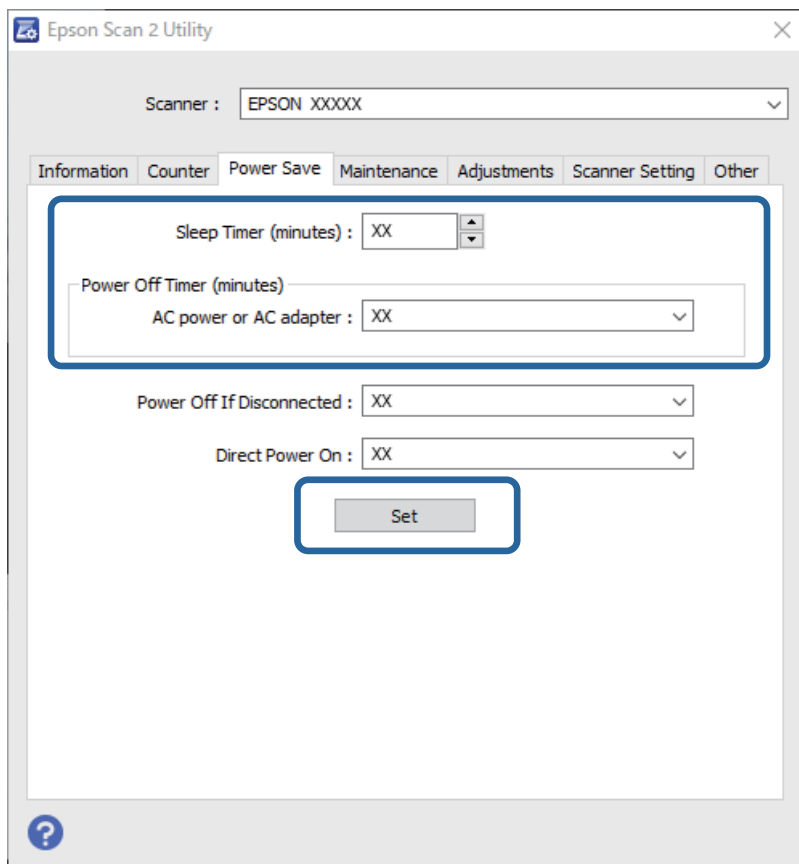 Epson Scan 2 Utility
Scanner : EPSON XXXXX
Information Counter Power Save Maintenance Adjustments Scanner Setting Other
Sleep Timer (minutes) : XX
Power Off Timer (minutes)
AC power or AC adapter : XX
Power Off If Disconnected : XX
Direct Power On : XX
Set
?